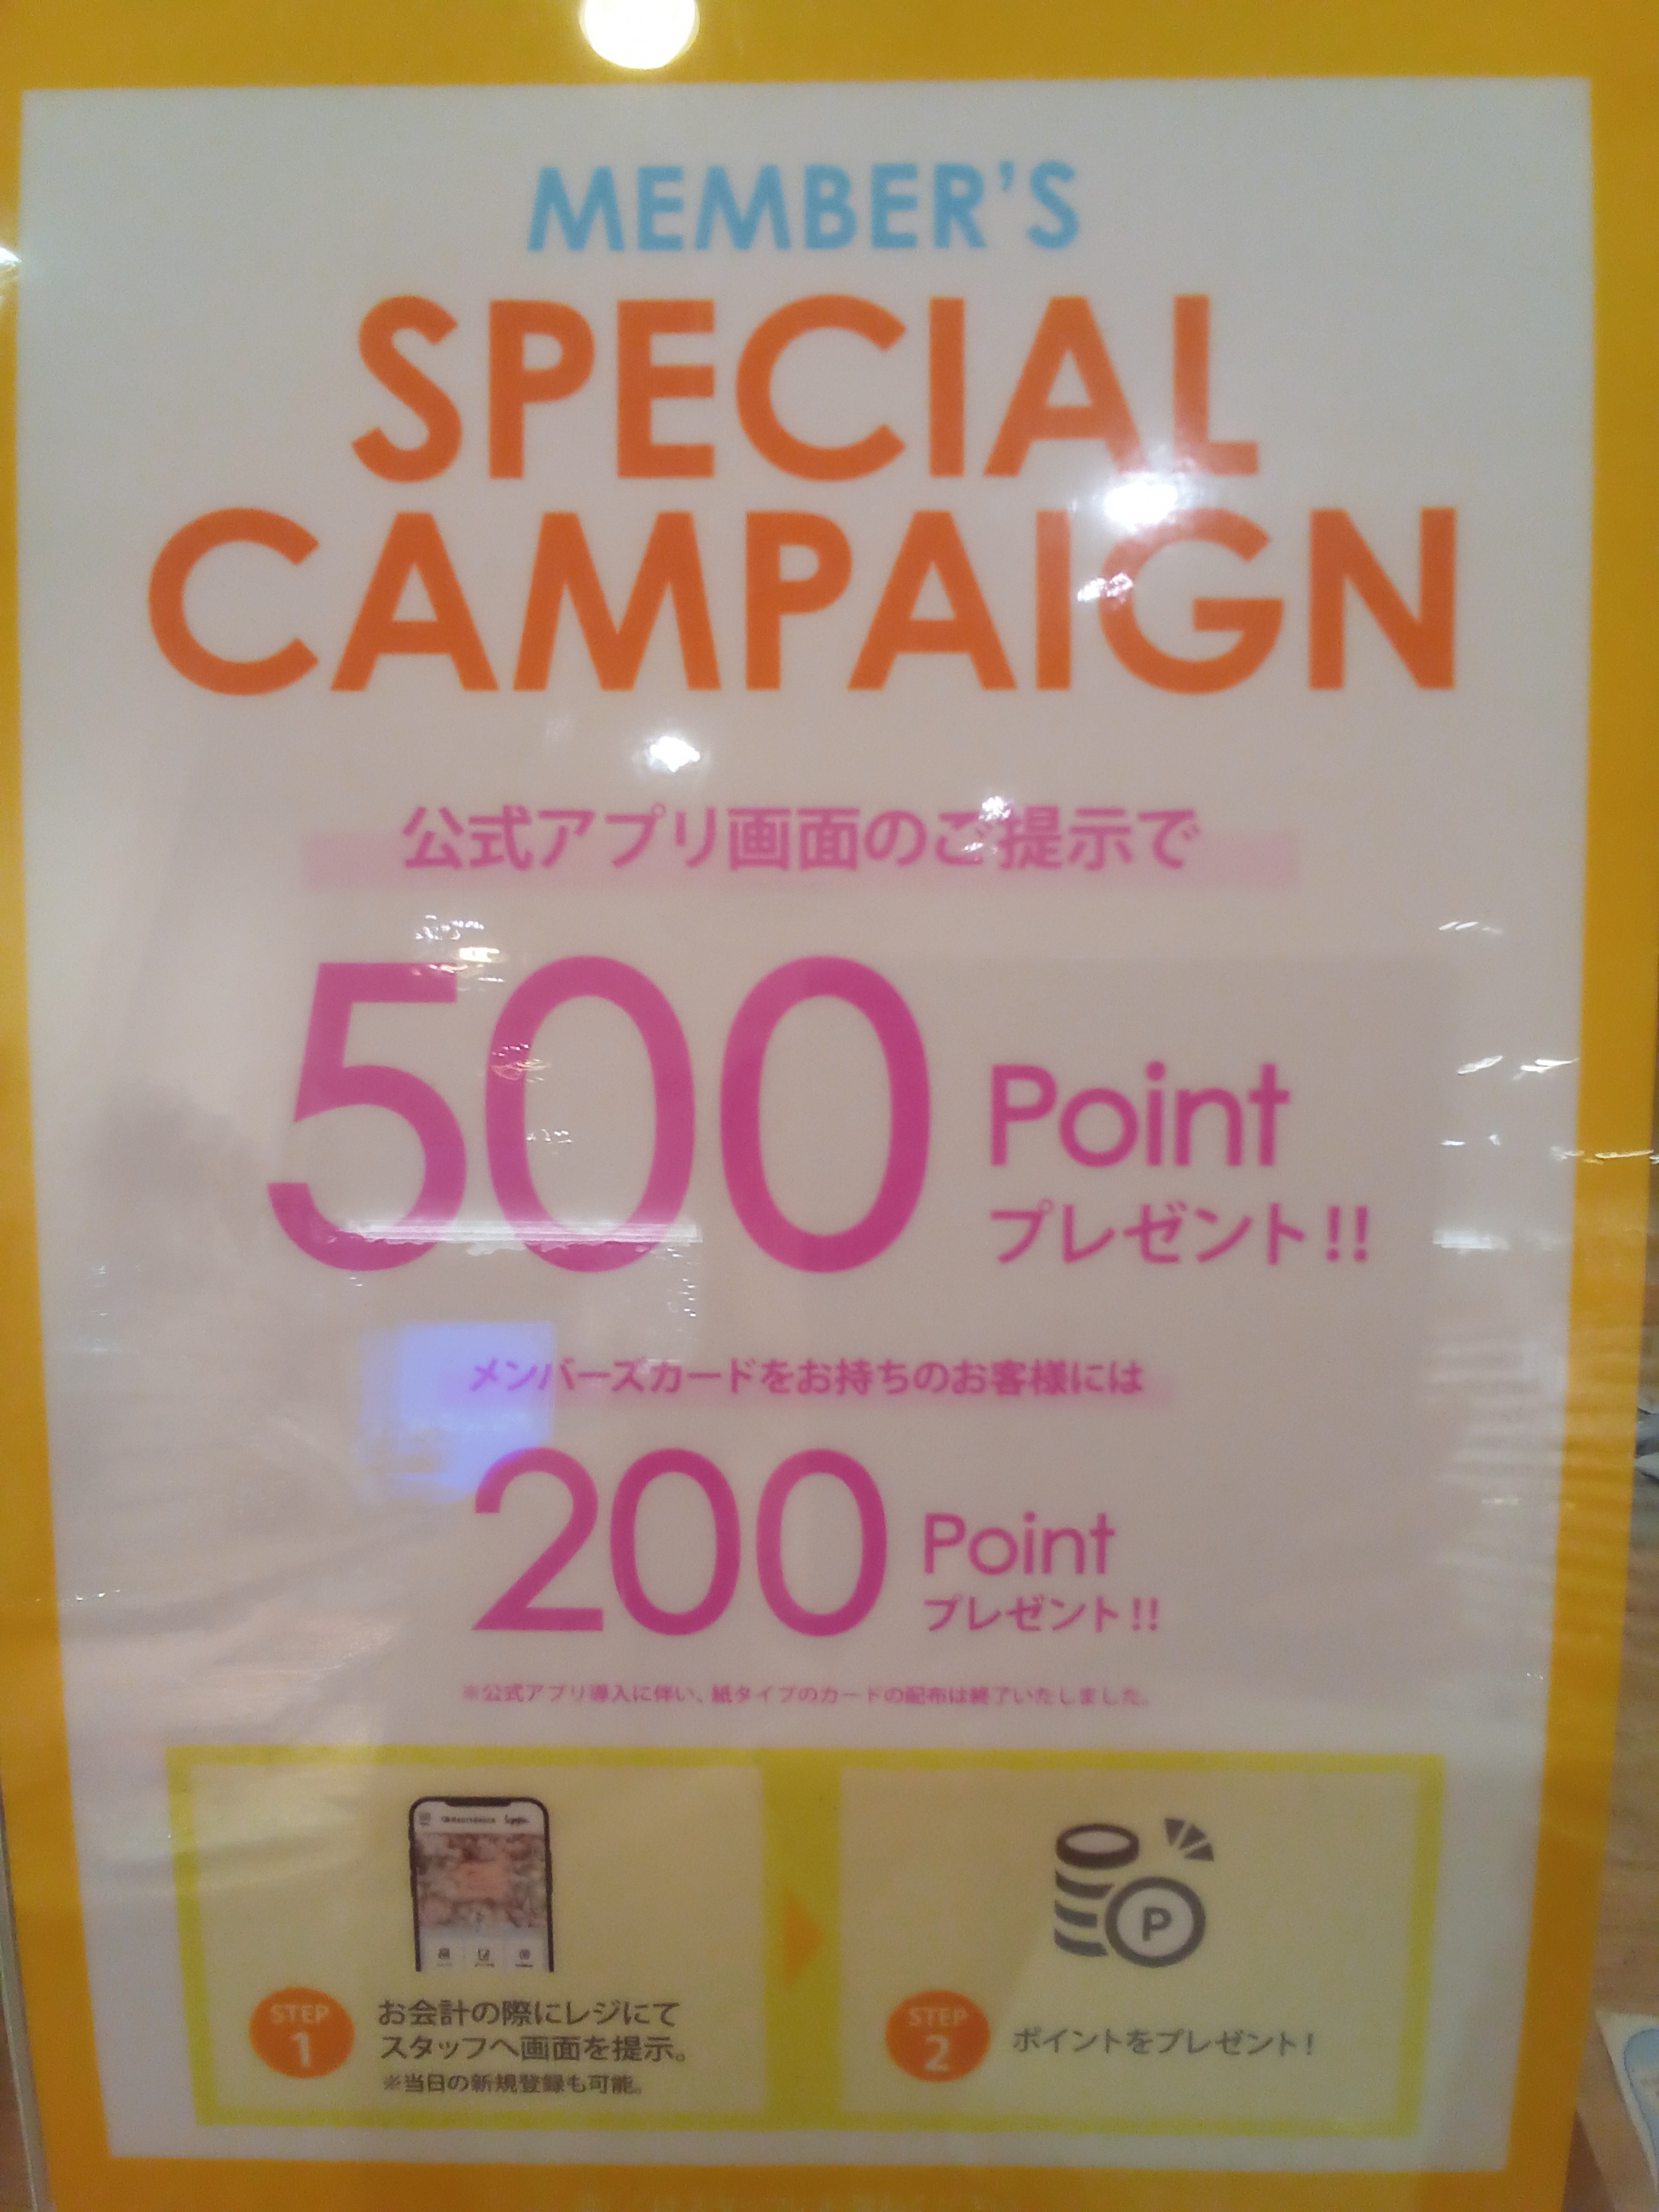 MEMBER'S
SPECIAL
CAMPAIGN
公式アプリ画面のご提示で
500 Point
プレゼント!!
メンバーズカードをお持ちのお客様には
200 Point
プレゼント!!
※公式アプリ導入に伴い、紙タイプのカードの配布は終了いたしました。
P
STEP
1
お会計の際にレジにて
スタッフへ画面を提示。
※当日の新規登録も可能。
STEP
2
ポイントをプレゼント!